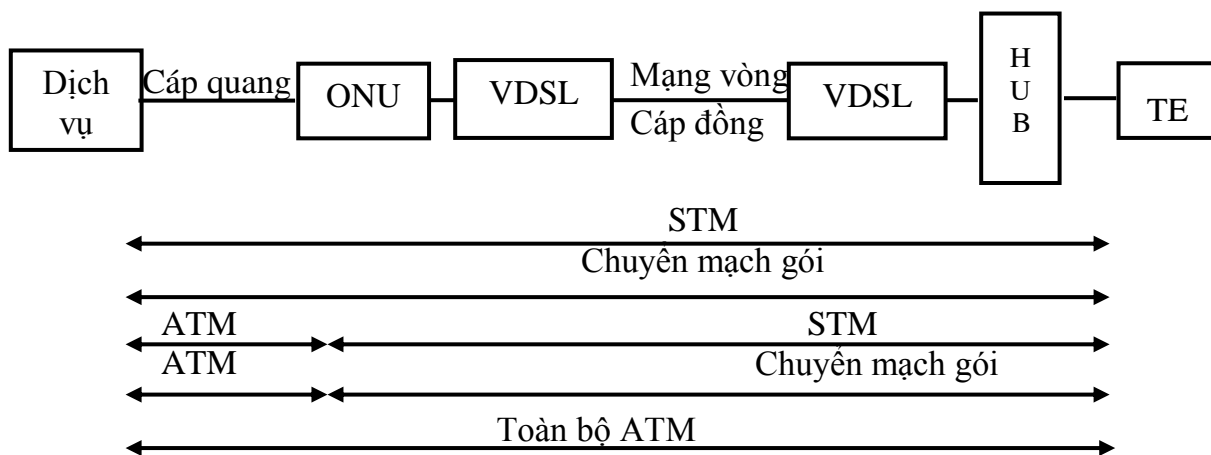 Dịch
vụ
Cáp quang
ONU
VDSL
Mạng vòng
Cáp đồng
VDSL
H
U
B
TE
STM
Chuyển mạch gói
ATM
STM
ATM
Chuyển mạch gói
Toàn bộ ATM